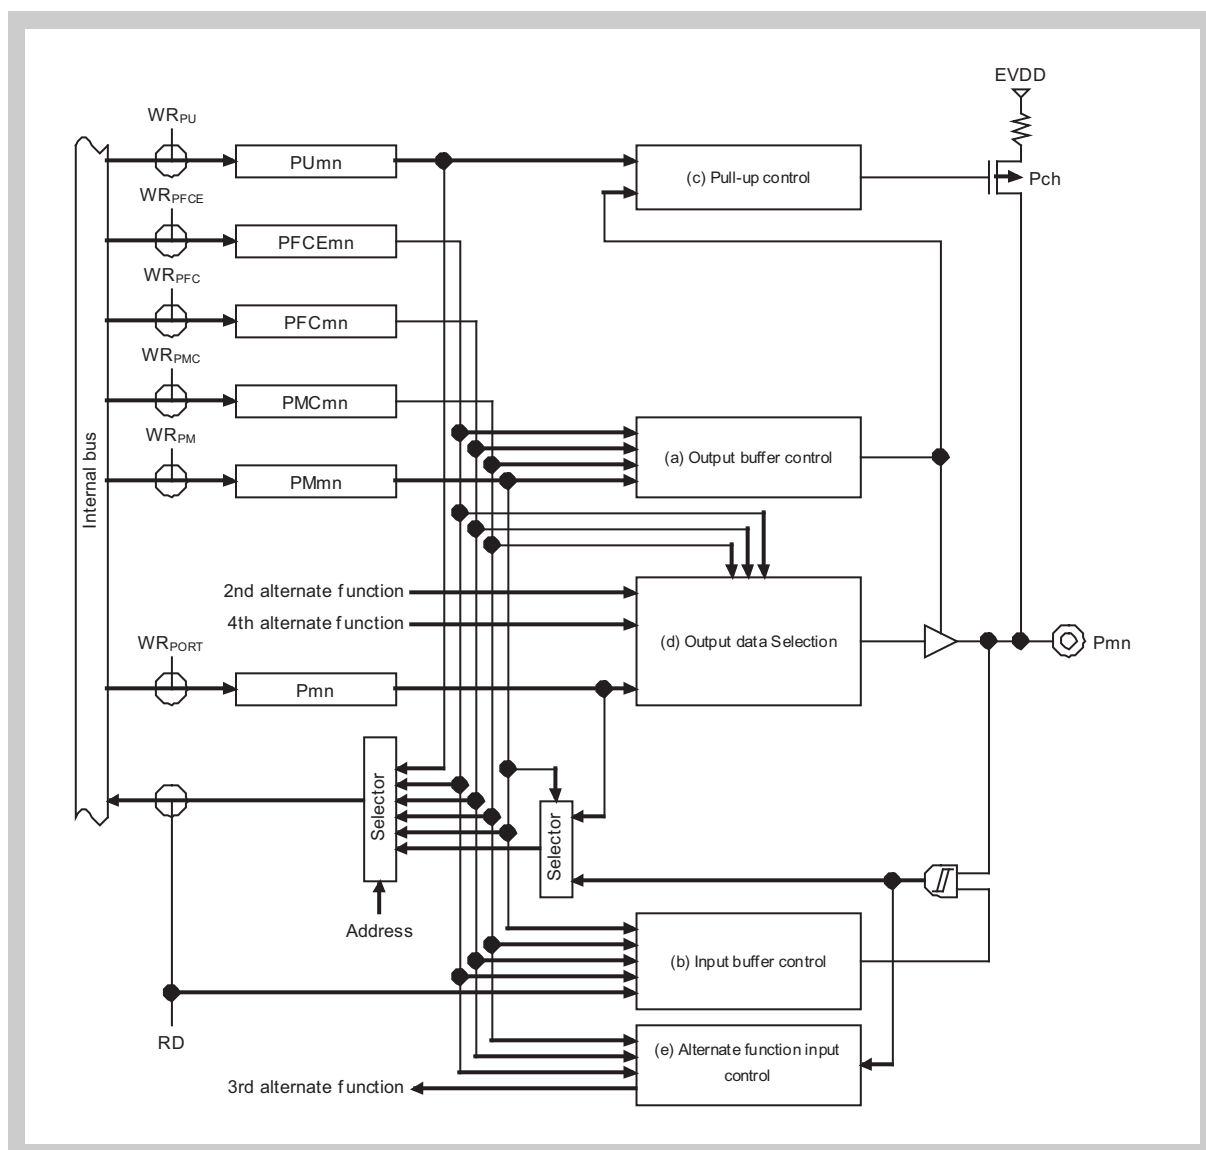 EVDD
WRPU
PUmn
(c) Pull-up control
Pch
WRPFCE
PFCEmn
WRPFC
PFCmn
WRPMC
PMCmn
WRPM
PMmn
(a) Output buffer control
Internal bus
2nd alternate function
4th alternate function
(d) Output data Selection
Pmn
WRPORT
Pmn
Selector
Selector
Address
(b) Input buffer control
RD
(e) Alternate function input
control
3rd alternate function